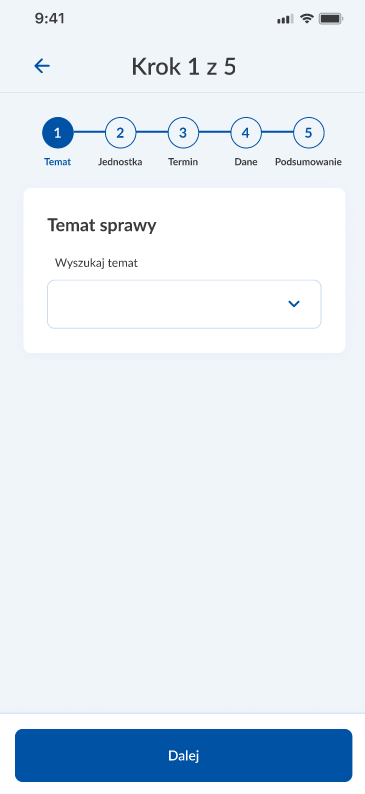 9:41
Krok 1 z 5
1 2 3 4 5
Temat Jednostka Termin Dane Podsumowanie
Temat sprawy
Wyszukaj temat
Dalej